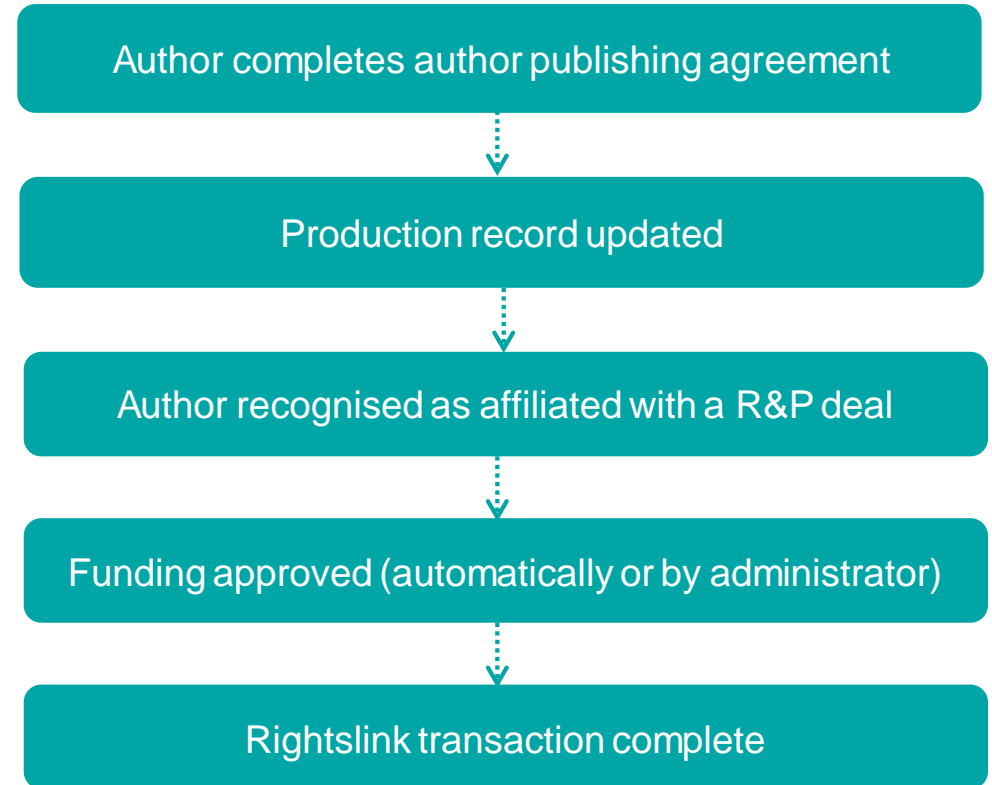 Author completes author publishing agreement
Production record updated
Author recognised as affiliated with a R&P deal
Funding approved (automatically or by administrator)
Rightslink transaction complete